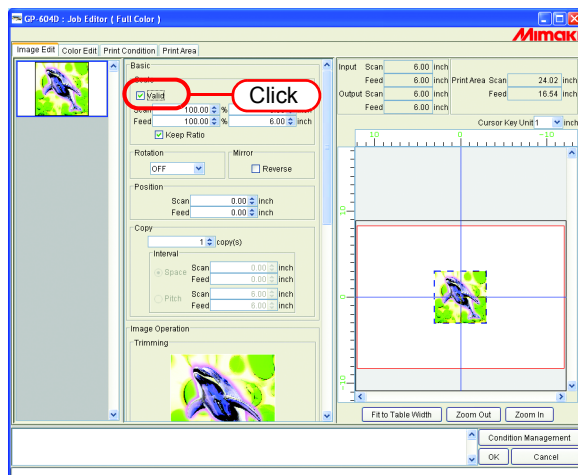 GP-604D : Job Editor ( Full Color )
Mimaki
Image Edit Color Edit Print Condition Print Area
Basic
Scale
Valid
Click
Scan 100.00 %
Feed 100.00 % 6.00 inch
Keep Ratio
Rotation
OFF
Mirror
Reverse
Position
Scan 0.00 inch
Feed 0.00 inch
Copy
1 copy(s)
Interval
Space Scan 0.00 inch
Feed 0.00 inch
Pitch Scan 6.00 inch
Feed 6.00 inch
Image Operation
Trimming
Input Scan 6.00 inch
Feed 6.00 inch Print Area Scan 24.02 inch
Output Scan 6.00 inch Feed 16.54 inch
Feed 6.00 inch
Cursor Key Unit 1 inch
10 0 -10
10
0
-10
Fit to Table Width Zoom Out Zoom In
Condition Management
OK Cancel